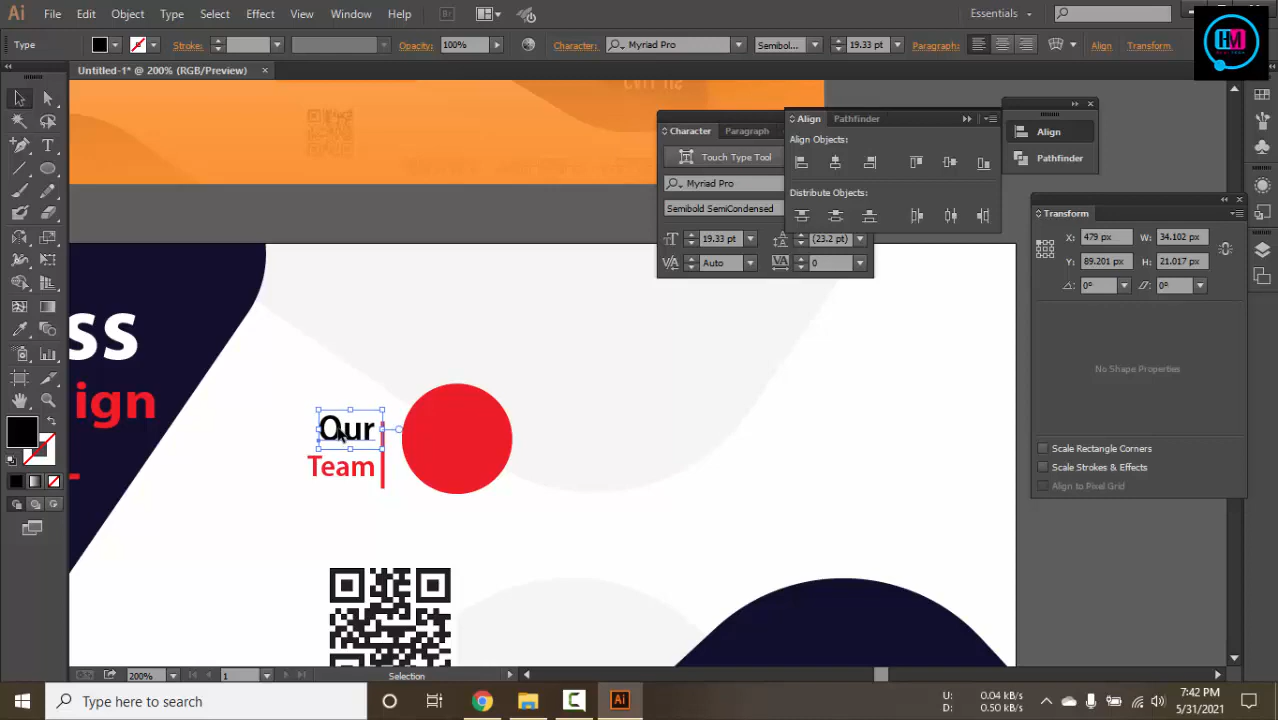 Ai File Edit Object Type Select Effect View Window Help Br Essentials
HM
Type Stroke: Opacity: 100% Character: Myriad Pro Semibol... 19.33 pt Paragraph: Align Transform
Untitled-1* @ 200% (RGB/Preview)
Character Paragraph
Touch Type Tool
Myriad Pro
Semibold SemiCondensed
19.33 pt (23.2 pt)
Auto 0
Align Pathfinder
Align Objects:
Distribute Objects:
Align
Pathfinder
Transform
X: 479 px W: 34.102 px
Y: 89.201 px H: 21.017 px
0° 0°
No Shape Properties
Scale Rectangular Corners
Scale Strokes & Effects
Align to Pixel Grid
ss
ign
Our
Team
200% 1 Selection
Type here to search
Ai
U: 0.04 kB/s
D: 0.50 kB/s
7:42 PM
5/31/2021